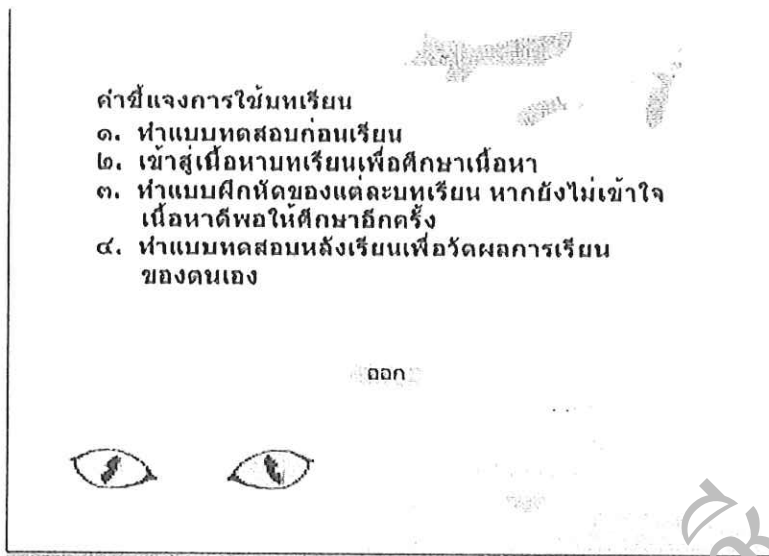 คำชี้แจงการใช้บทเรียน
๑. ทำแบบทดสอบก่อนเรียน
๒. เข้าสู่เนื้อหาบทเรียนเพื่อศึกษาเนื้อหา
๓. ทำแบบฝึกหัดของแต่ละบทเรียน หากยังไม่เข้าใจ
เนื้อหาดีพอให้ศึกษาอีกครั้ง
๔. ทำแบบทดสอบหลังเรียนเพื่อวัดผลการเรียน
ของตนเอง
ออก